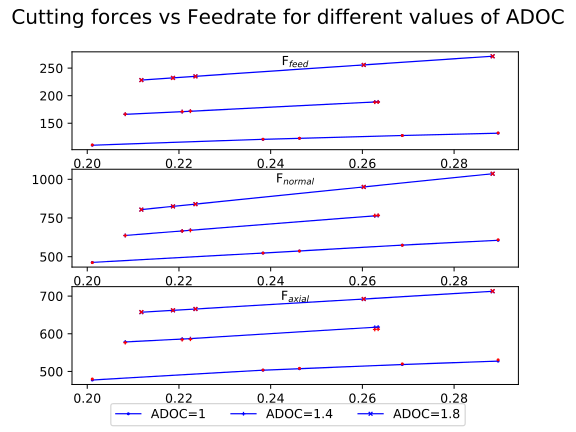 Cutting forces vs Feedrate for different values of ADOC
F_feed
250
200
150
0.20 0.22 0.24 0.26 0.28
F_normal
1000
750
500
0.20 0.22 0.24 0.26 0.28
F_axial
700
600
500
0.20 0.22 0.24 0.26 0.28
ADOC=1 ADOC=1.4 ADOC=1.8